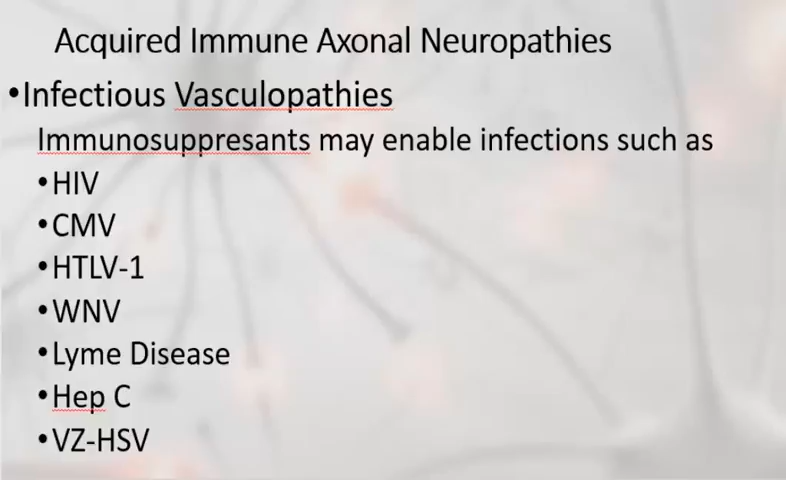 Acquired Immune Axonal Neuropathies
•Infectious Vasculopathies
Immunosuppresants may enable infections such as
•HIV
•CMV
•HTLV-1
•WNV
•Lyme Disease
•Hep C
•VZ-HSV